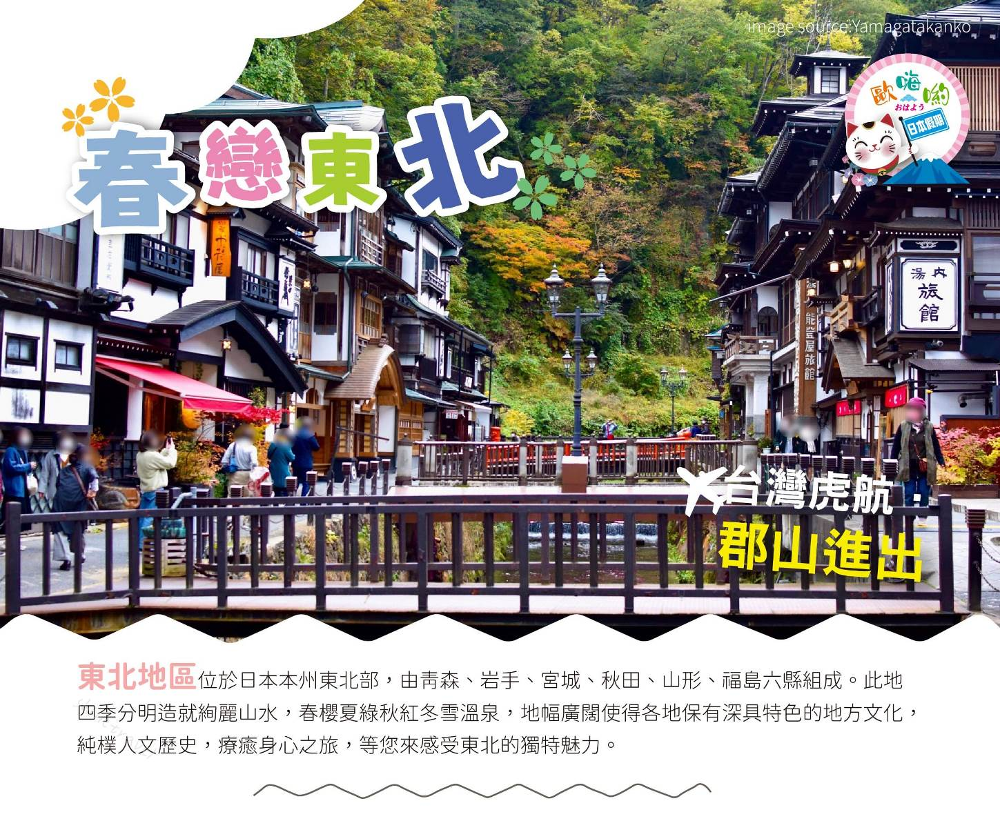 image source:Yamagatakanko
歐嗨喲
おはよう
日本假期
春戀東北
內湯
旅館
能登屋旅館
台灣虎航：
郡山進出
東北地區位於日本本州東北部，由青森、岩手、宮城、秋田、山形、福島六縣組成。此地
四季分明造就絢麗山水，春櫻夏綠秋紅冬雪溫泉，地幅廣闊使得各地保有深具特色的地方文化，
純樸人文歷史，療癒身心之旅，等您來感受東北的獨特魅力。